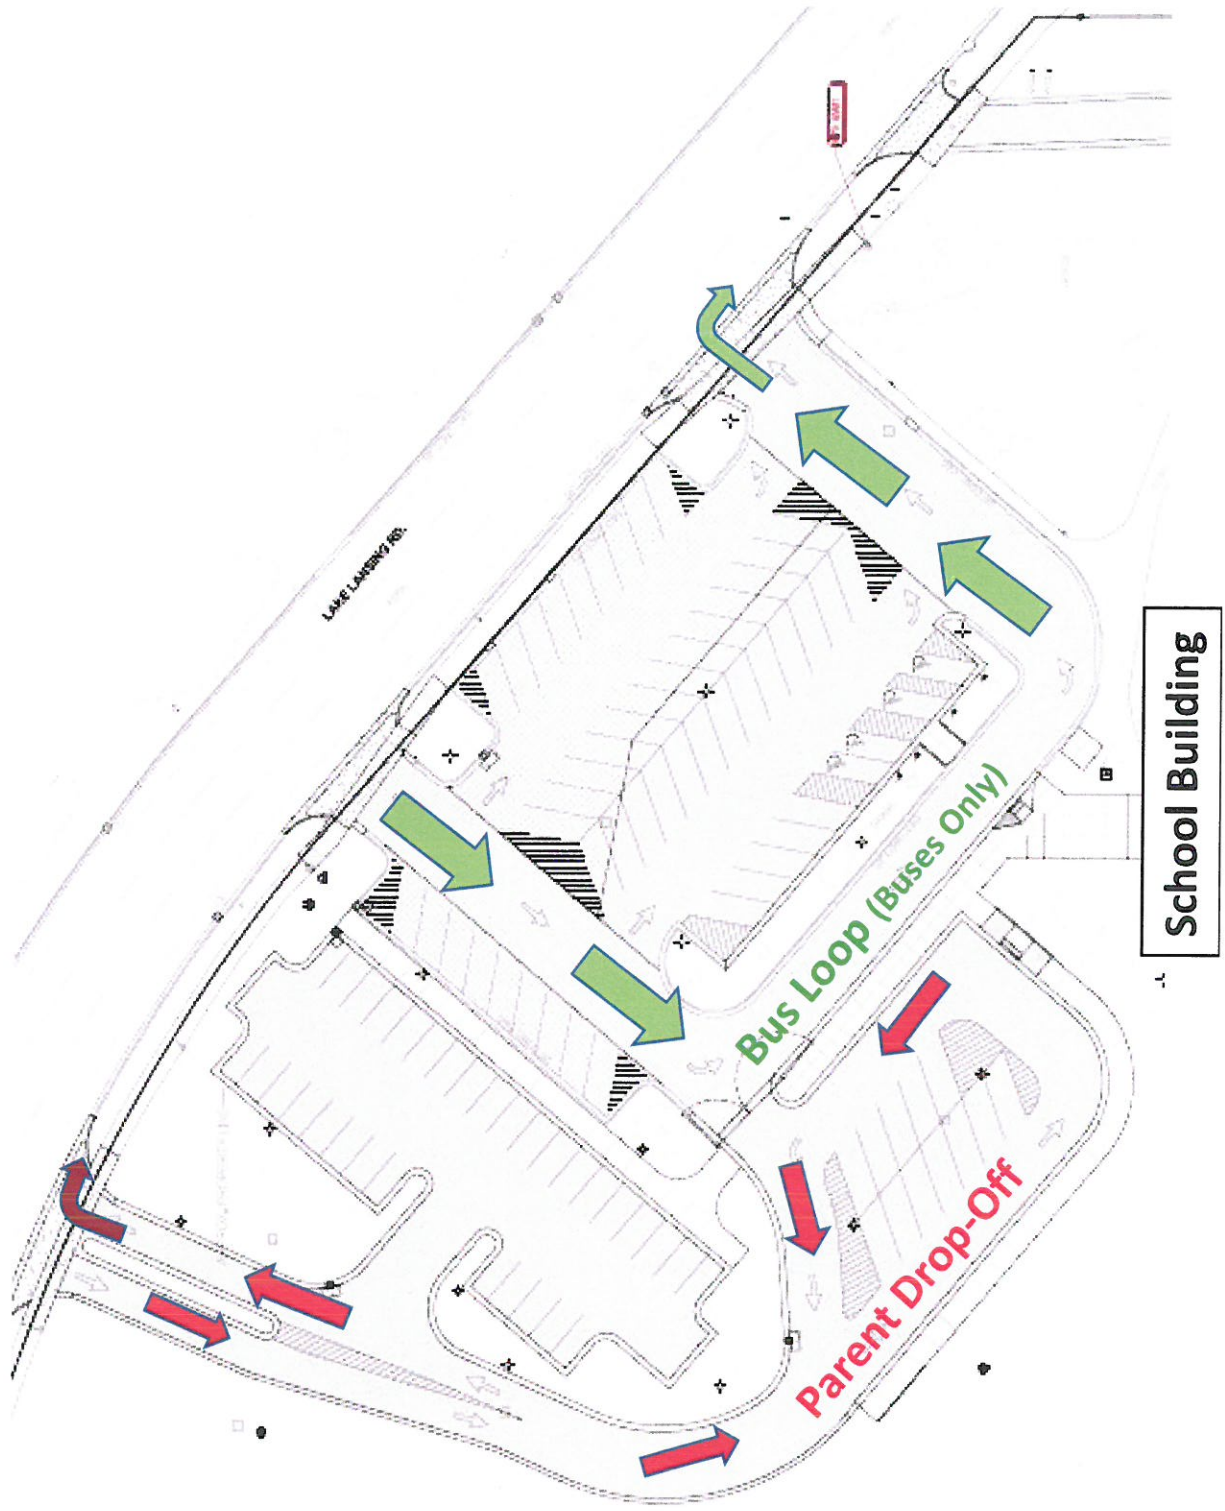 LAKE LANSING RD.
Bus Loop (Buses Only)
Parent Drop-Off
School Building